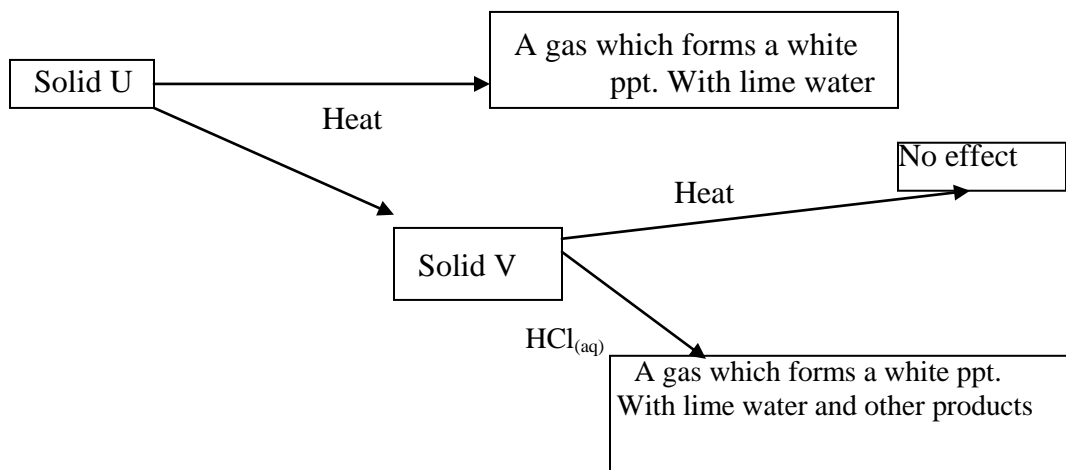 A gas which forms a white
ppt. With lime water
Solid U
Heat
No effect
Heat
Solid V
HCl(aq)
A gas which forms a white ppt.
With lime water and other products